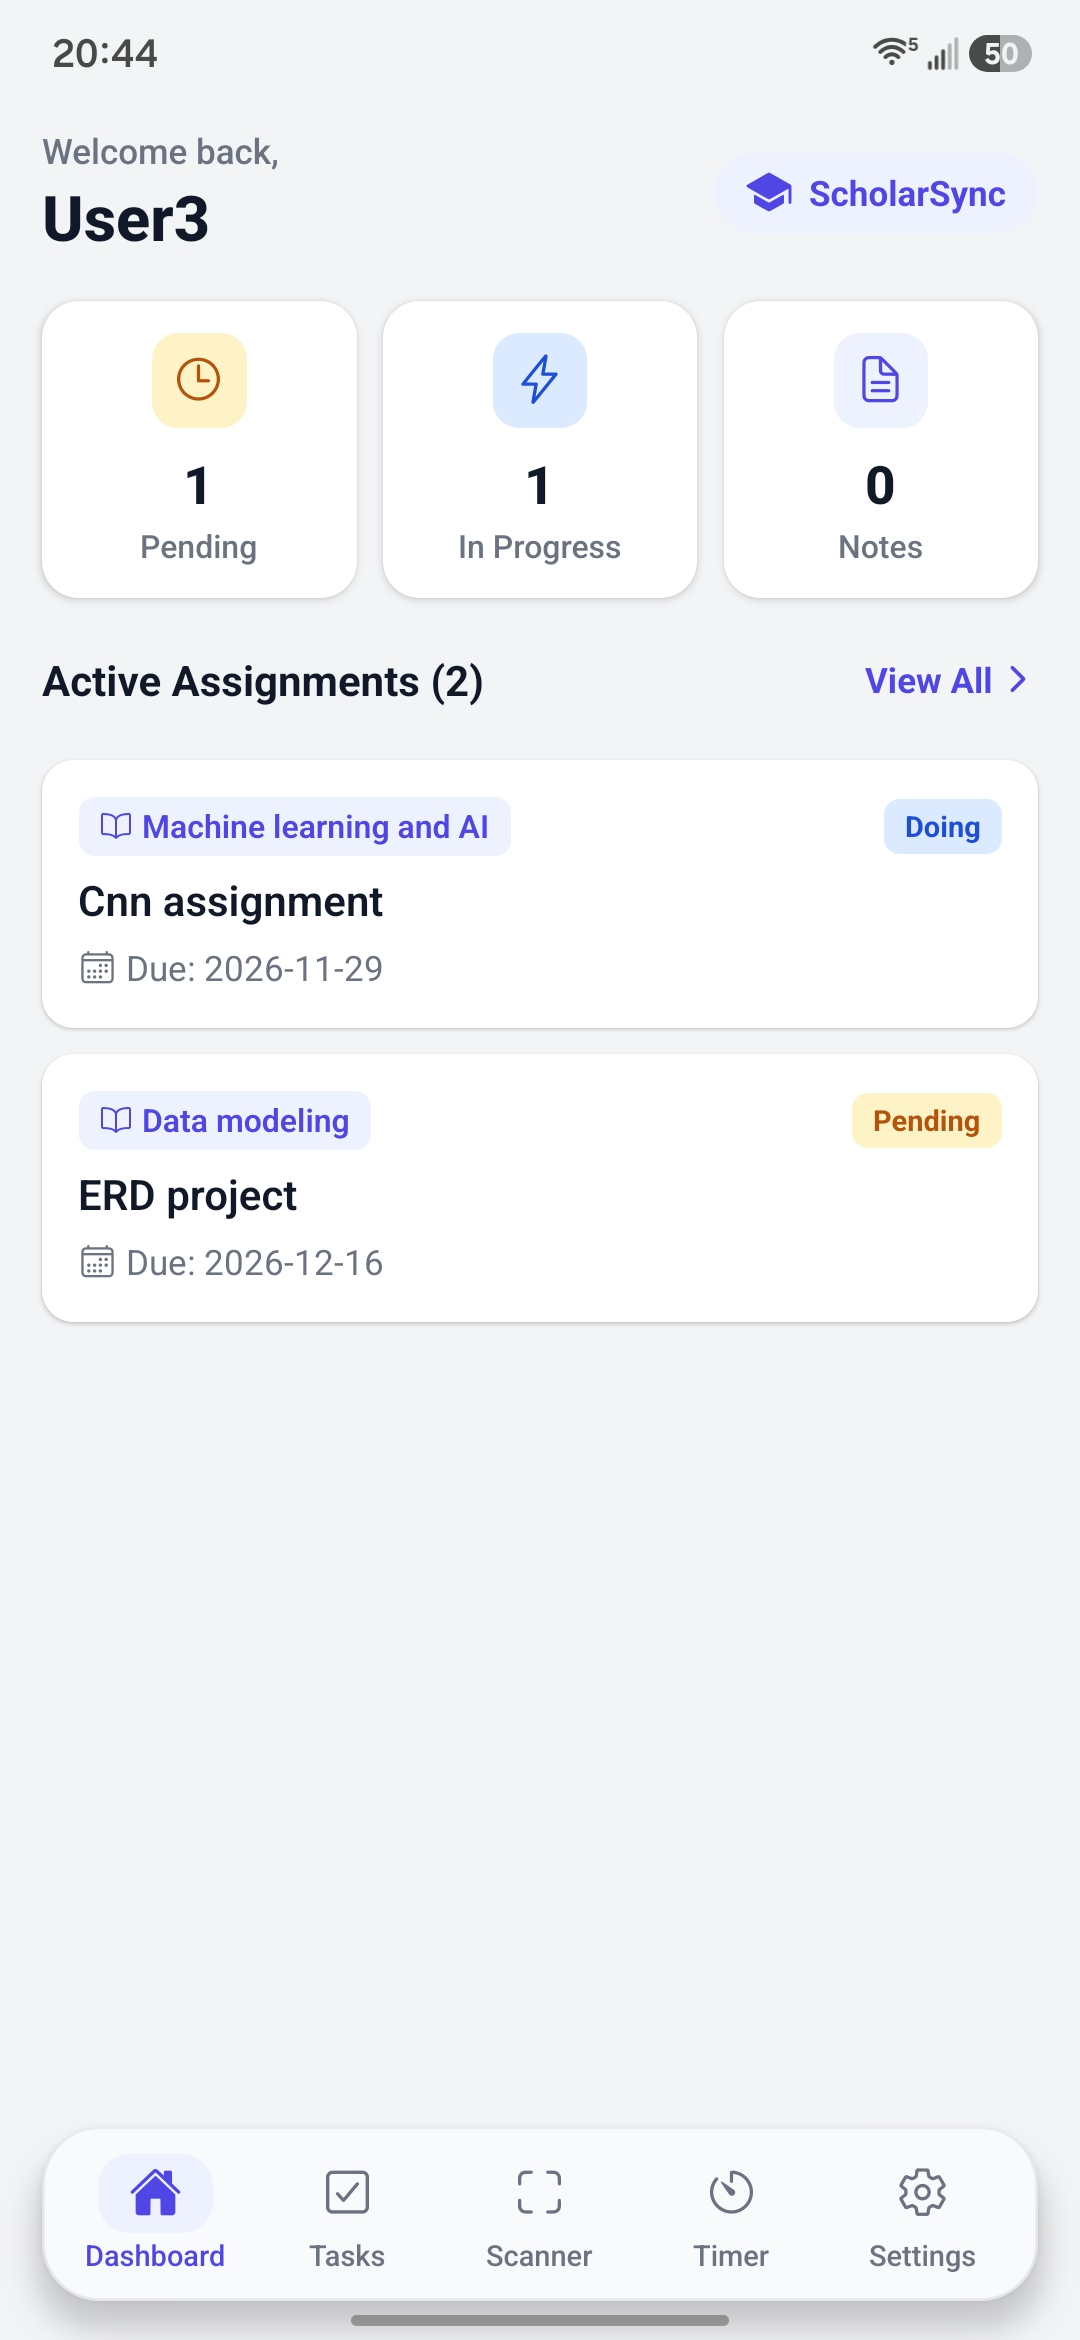 20:44
5
50
Welcome back,
User3
ScholarSync
1
Pending
1
In Progress
0
Notes
Active Assignments (2)
View All
Machine learning and AI
Doing
Cnn assignment
Due: 2026-11-29
Data modeling
Pending
ERD project
Due: 2026-12-16
Dashboard
Tasks
Scanner
Timer
Settings